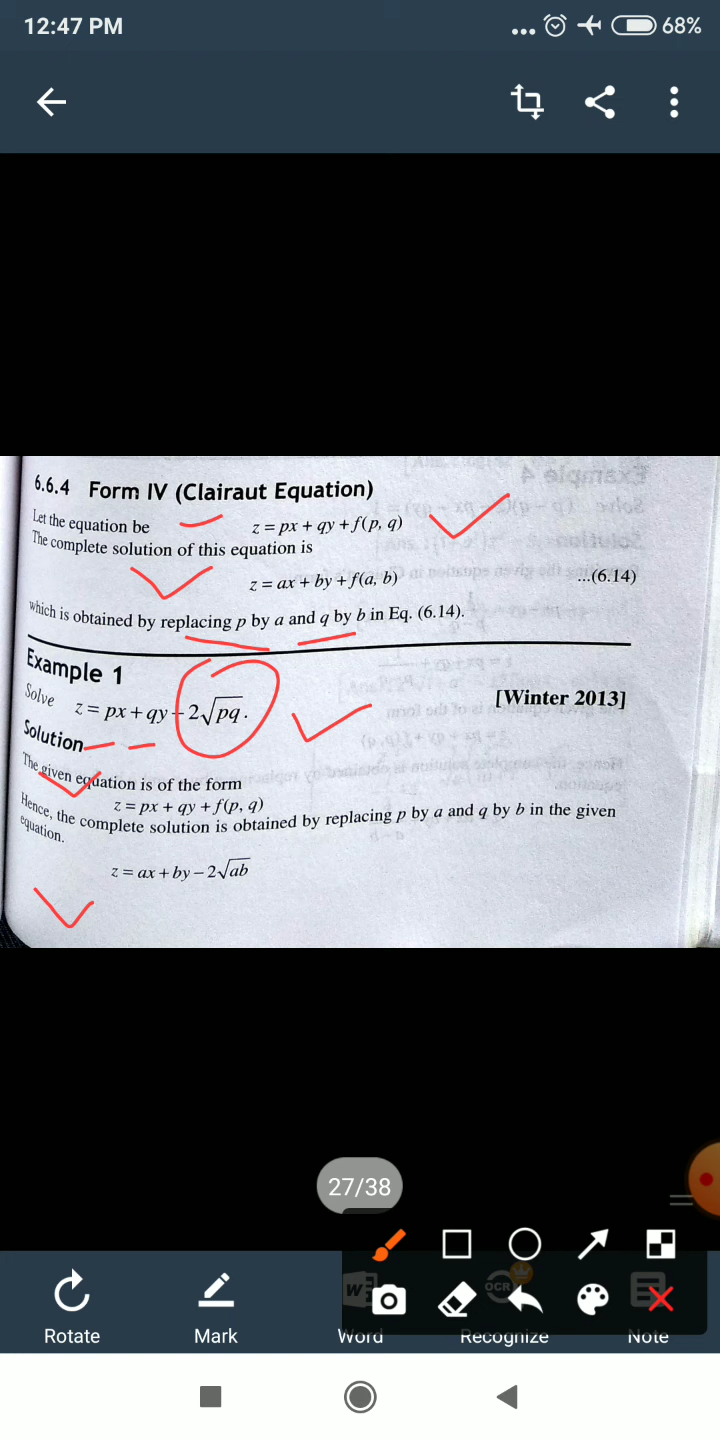 12:47 PM
68%
6.6.4 Form IV (Clairaut Equation)
Let the equation be z = px + qy + f(p, q)
The complete solution of this equation is
z = ax + by + f(a, b) ...(6.14)
which is obtained by replacing p by a and q by b in Eq. (6.14).
Example 1
Solve z = px + qy – 2√pq. [Winter 2013]
Solution
The given equation is of the form
z = px + qy + f(p, q)
Hence, the complete solution is obtained by replacing p by a and q by b in the given
equation.
z = ax + by – 2√ab
27/38
OCR
Rotate Mark Word Recognize Note